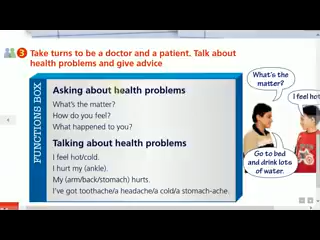 3 Take turns to be a doctor and a patient. Talk about
health problems and give advice
FUNCTIONS BOX
Asking about health problems
What's the matter?
How do you feel?
What happened to you?
Talking about health problems
I feel hot/cold.
I hurt my (ankle).
My (arm/back/stomach) hurts.
I've got toothache/a headache/a cold/a stomach-ache.
What's the
matter?
I feel hot
Go to bed
and drink lots
of water.